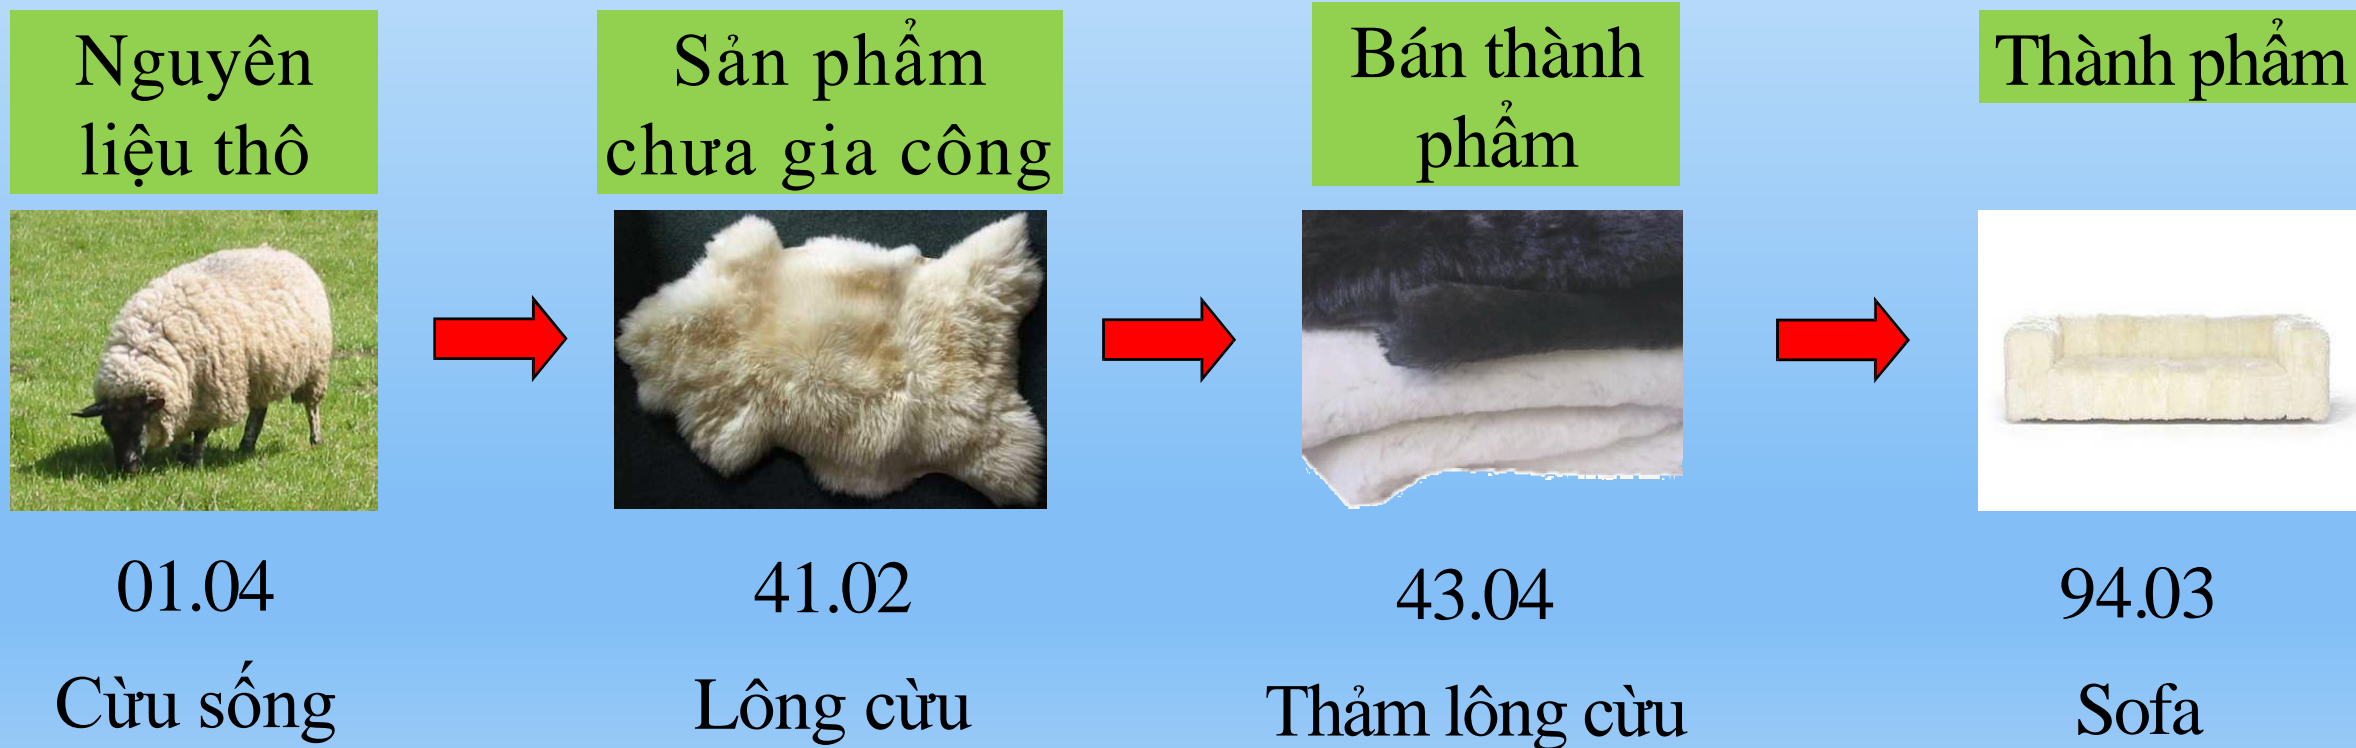 Nguyên
liệu thô
Sản phẩm
chưa gia công
Bán thành
phẩm
Thành phẩm
01.04
41.02
43.04
94.03
Cừu sống
Lông cừu
Thảm lông cừu
Sofa